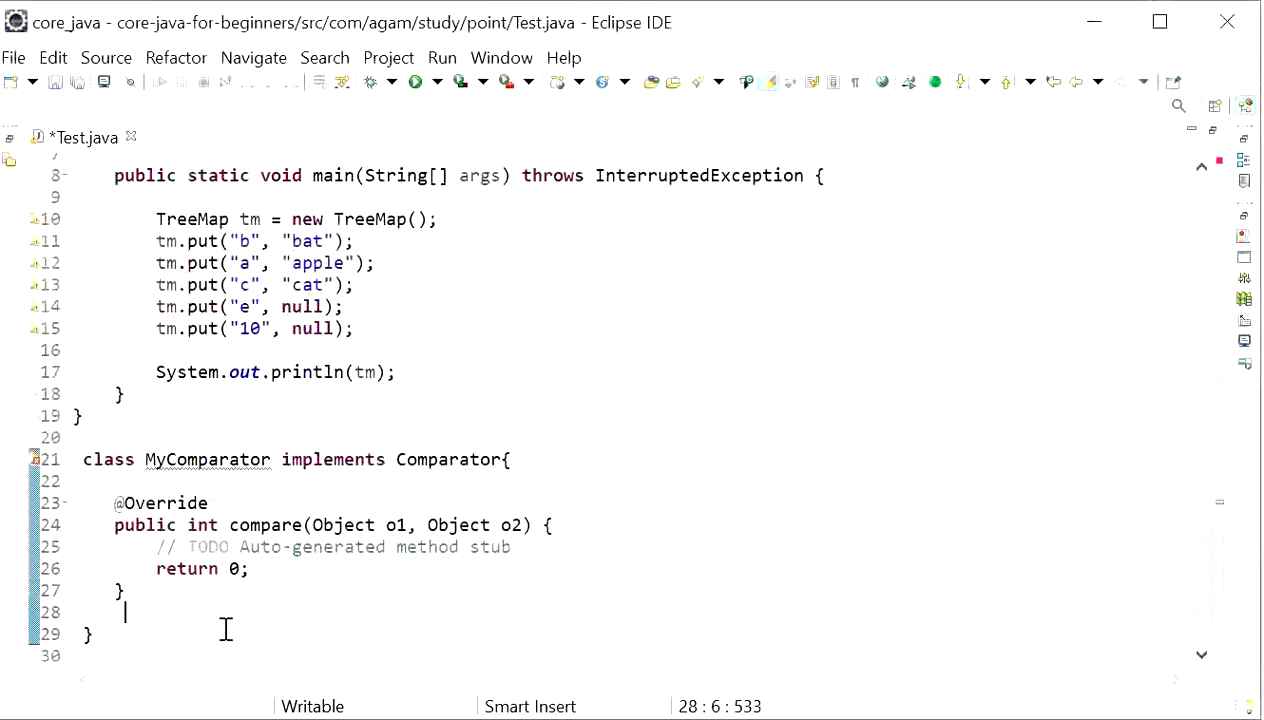 core_java - core-java-for-beginners/src/com/agam/study/point/Test.java - Eclipse IDE
File Edit Source Refactor Navigate Search Project Run Window Help
*Test.java
7
8 public static void main(String[] args) throws InterruptedException {
9
10 TreeMap tm = new TreeMap();
11 tm.put("b", "bat");
12 tm.put("a", "apple");
13 tm.put("c", "cat");
14 tm.put("e", null);
15 tm.put("10", null);
16
17 System.out.println(tm);
18 }
19 }
20
21 class MyComparator implements Comparator{
22
23 @Override
24 public int compare(Object o1, Object o2) {
25 // TODO Auto-generated method stub
26 return 0;
27 }
28
29 }
30
Writable Smart Insert 28 : 6 : 533